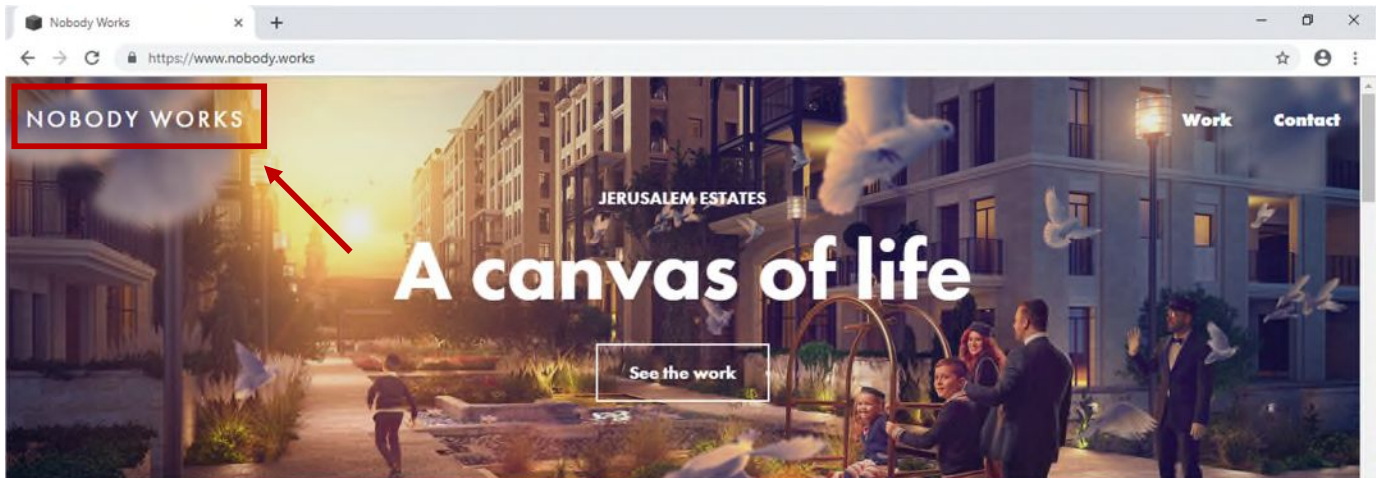 Nobody Works
https://www.nobody.works
NOBODY WORKS
Work Contact
JERUSALEM ESTATES
A canvas of life
See the work